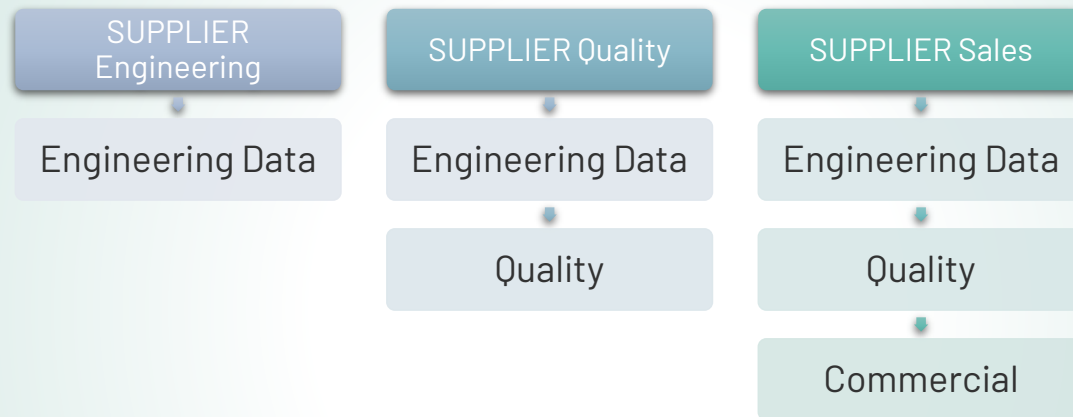 SUPPLIER
Engineering
Engineering Data
SUPPLIER Quality
Engineering Data
Quality
SUPPLIER Sales
Engineering Data
Quality
Commercial